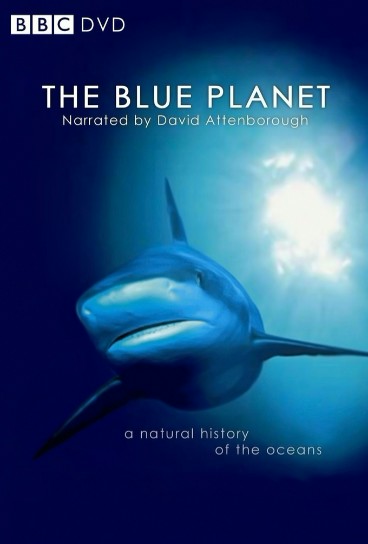 BBC DVD
THE BLUE PLANET
Narrated by David Attenborough
a natural history
of the oceans